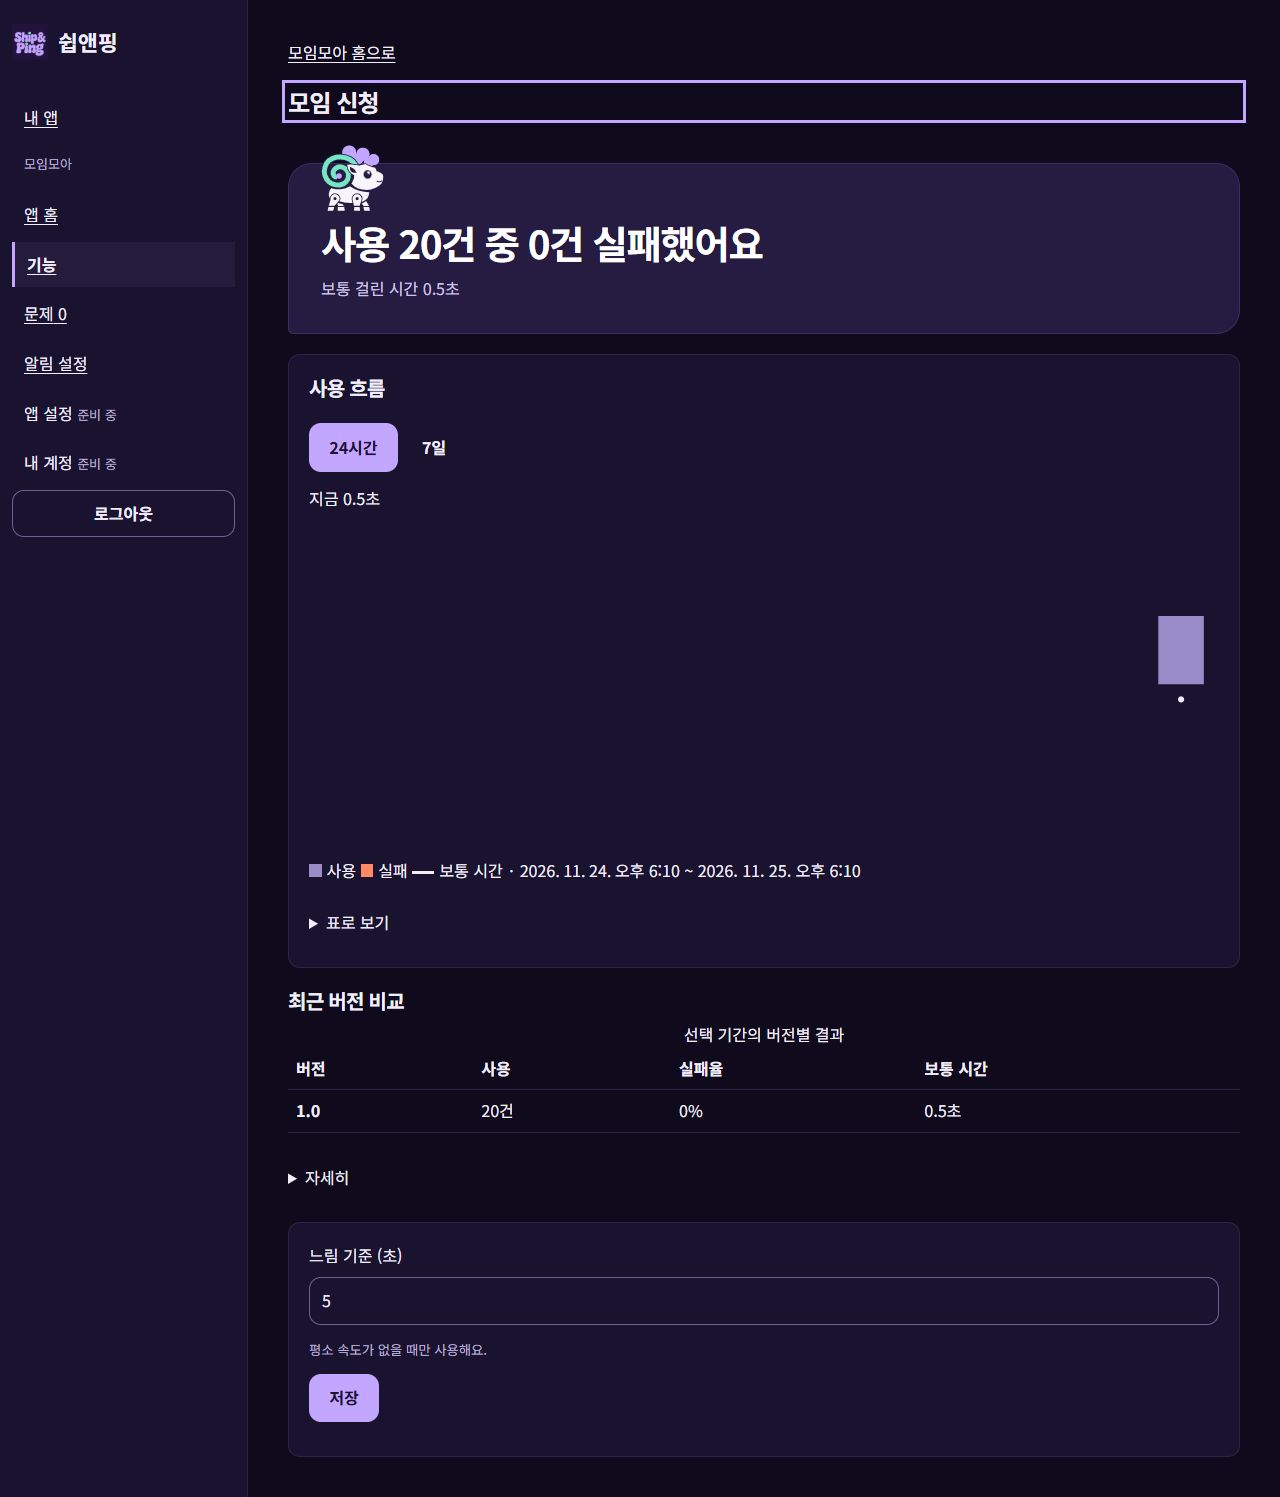 Ship&
Ping
쉽앤핑
내 앱
모임모아
앱 홈
기능
문제 0
알림 설정
앱 설정 준비 중
내 계정 준비 중
로그아웃
모임모아 홈으로
모임 신청
사용 20건 중 0건 실패했어요
보통 걸린 시간 0.5초
사용 흐름
24시간 7일
지금 0.5초
사용 실패 보통 시간 · 2026. 11. 24. 오후 6:10 ~ 2026. 11. 25. 오후 6:10
표로 보기
최근 버전 비교
선택 기간의 버전별 결과
버전 사용 실패율 보통 시간
1.0 20건 0% 0.5초
자세히
느림 기준 (초)
5
평소 속도가 없을 때만 사용해요.
저장